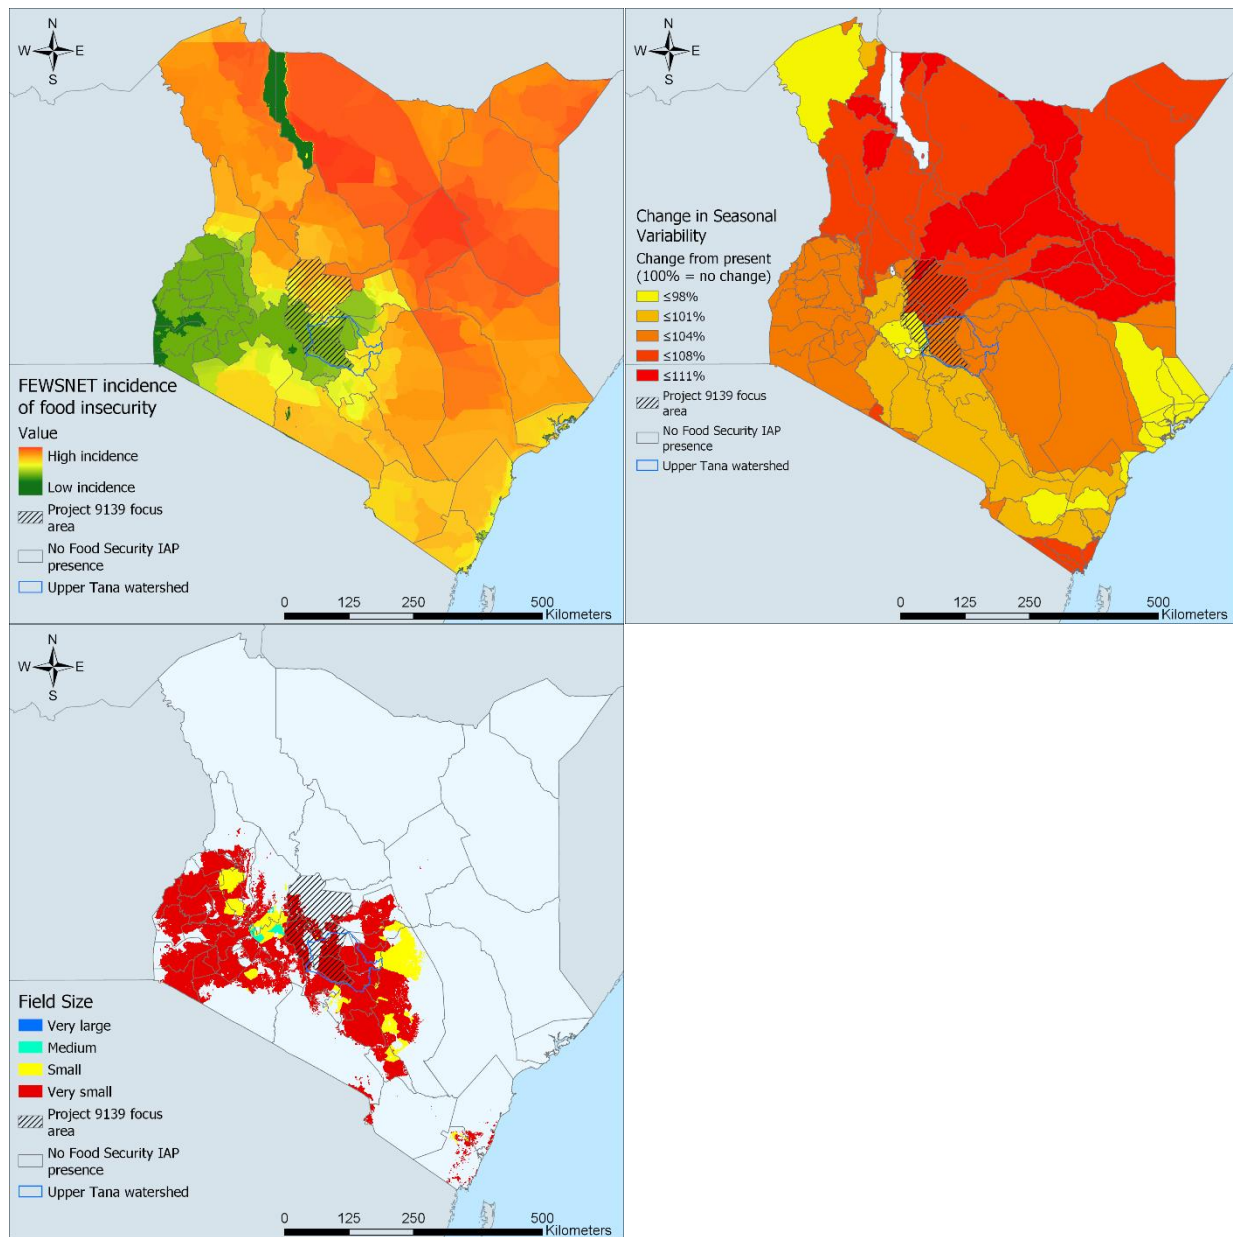 N
W E
S
FEWSNET incidence
of food insecurity
Value
High incidence
Low incidence
Project 9139 focus
area
No Food Security IAP
presence
Upper Tana watershed
0 125 250 500
Kilometers
N
W E
S
Change in Seasonal
Variability
Change from present
(100% = no change)
≤98%
≤101%
≤104%
≤108%
≤111%
Project 9139 focus
area
No Food Security IAP
presence
Upper Tana watershed
0 125 250 500
Kilometers
N
W E
S
Field Size
Very large
Medium
Small
Very small
Project 9139 focus
area
No Food Security IAP
presence
Upper Tana watershed
0 125 250 500
Kilometers